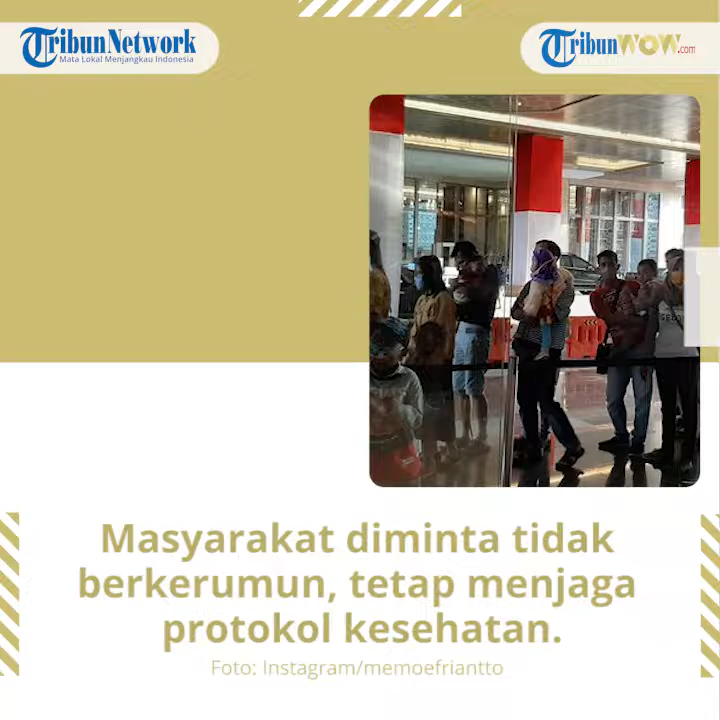 TribunNetwork
Mata Lokal Menjangkau Indonesia
TribunWOW.com
Masyarakat diminta tidak
berkerumun, tetap menjaga
protokol kesehatan.
Foto: Instagram/memoefriantto